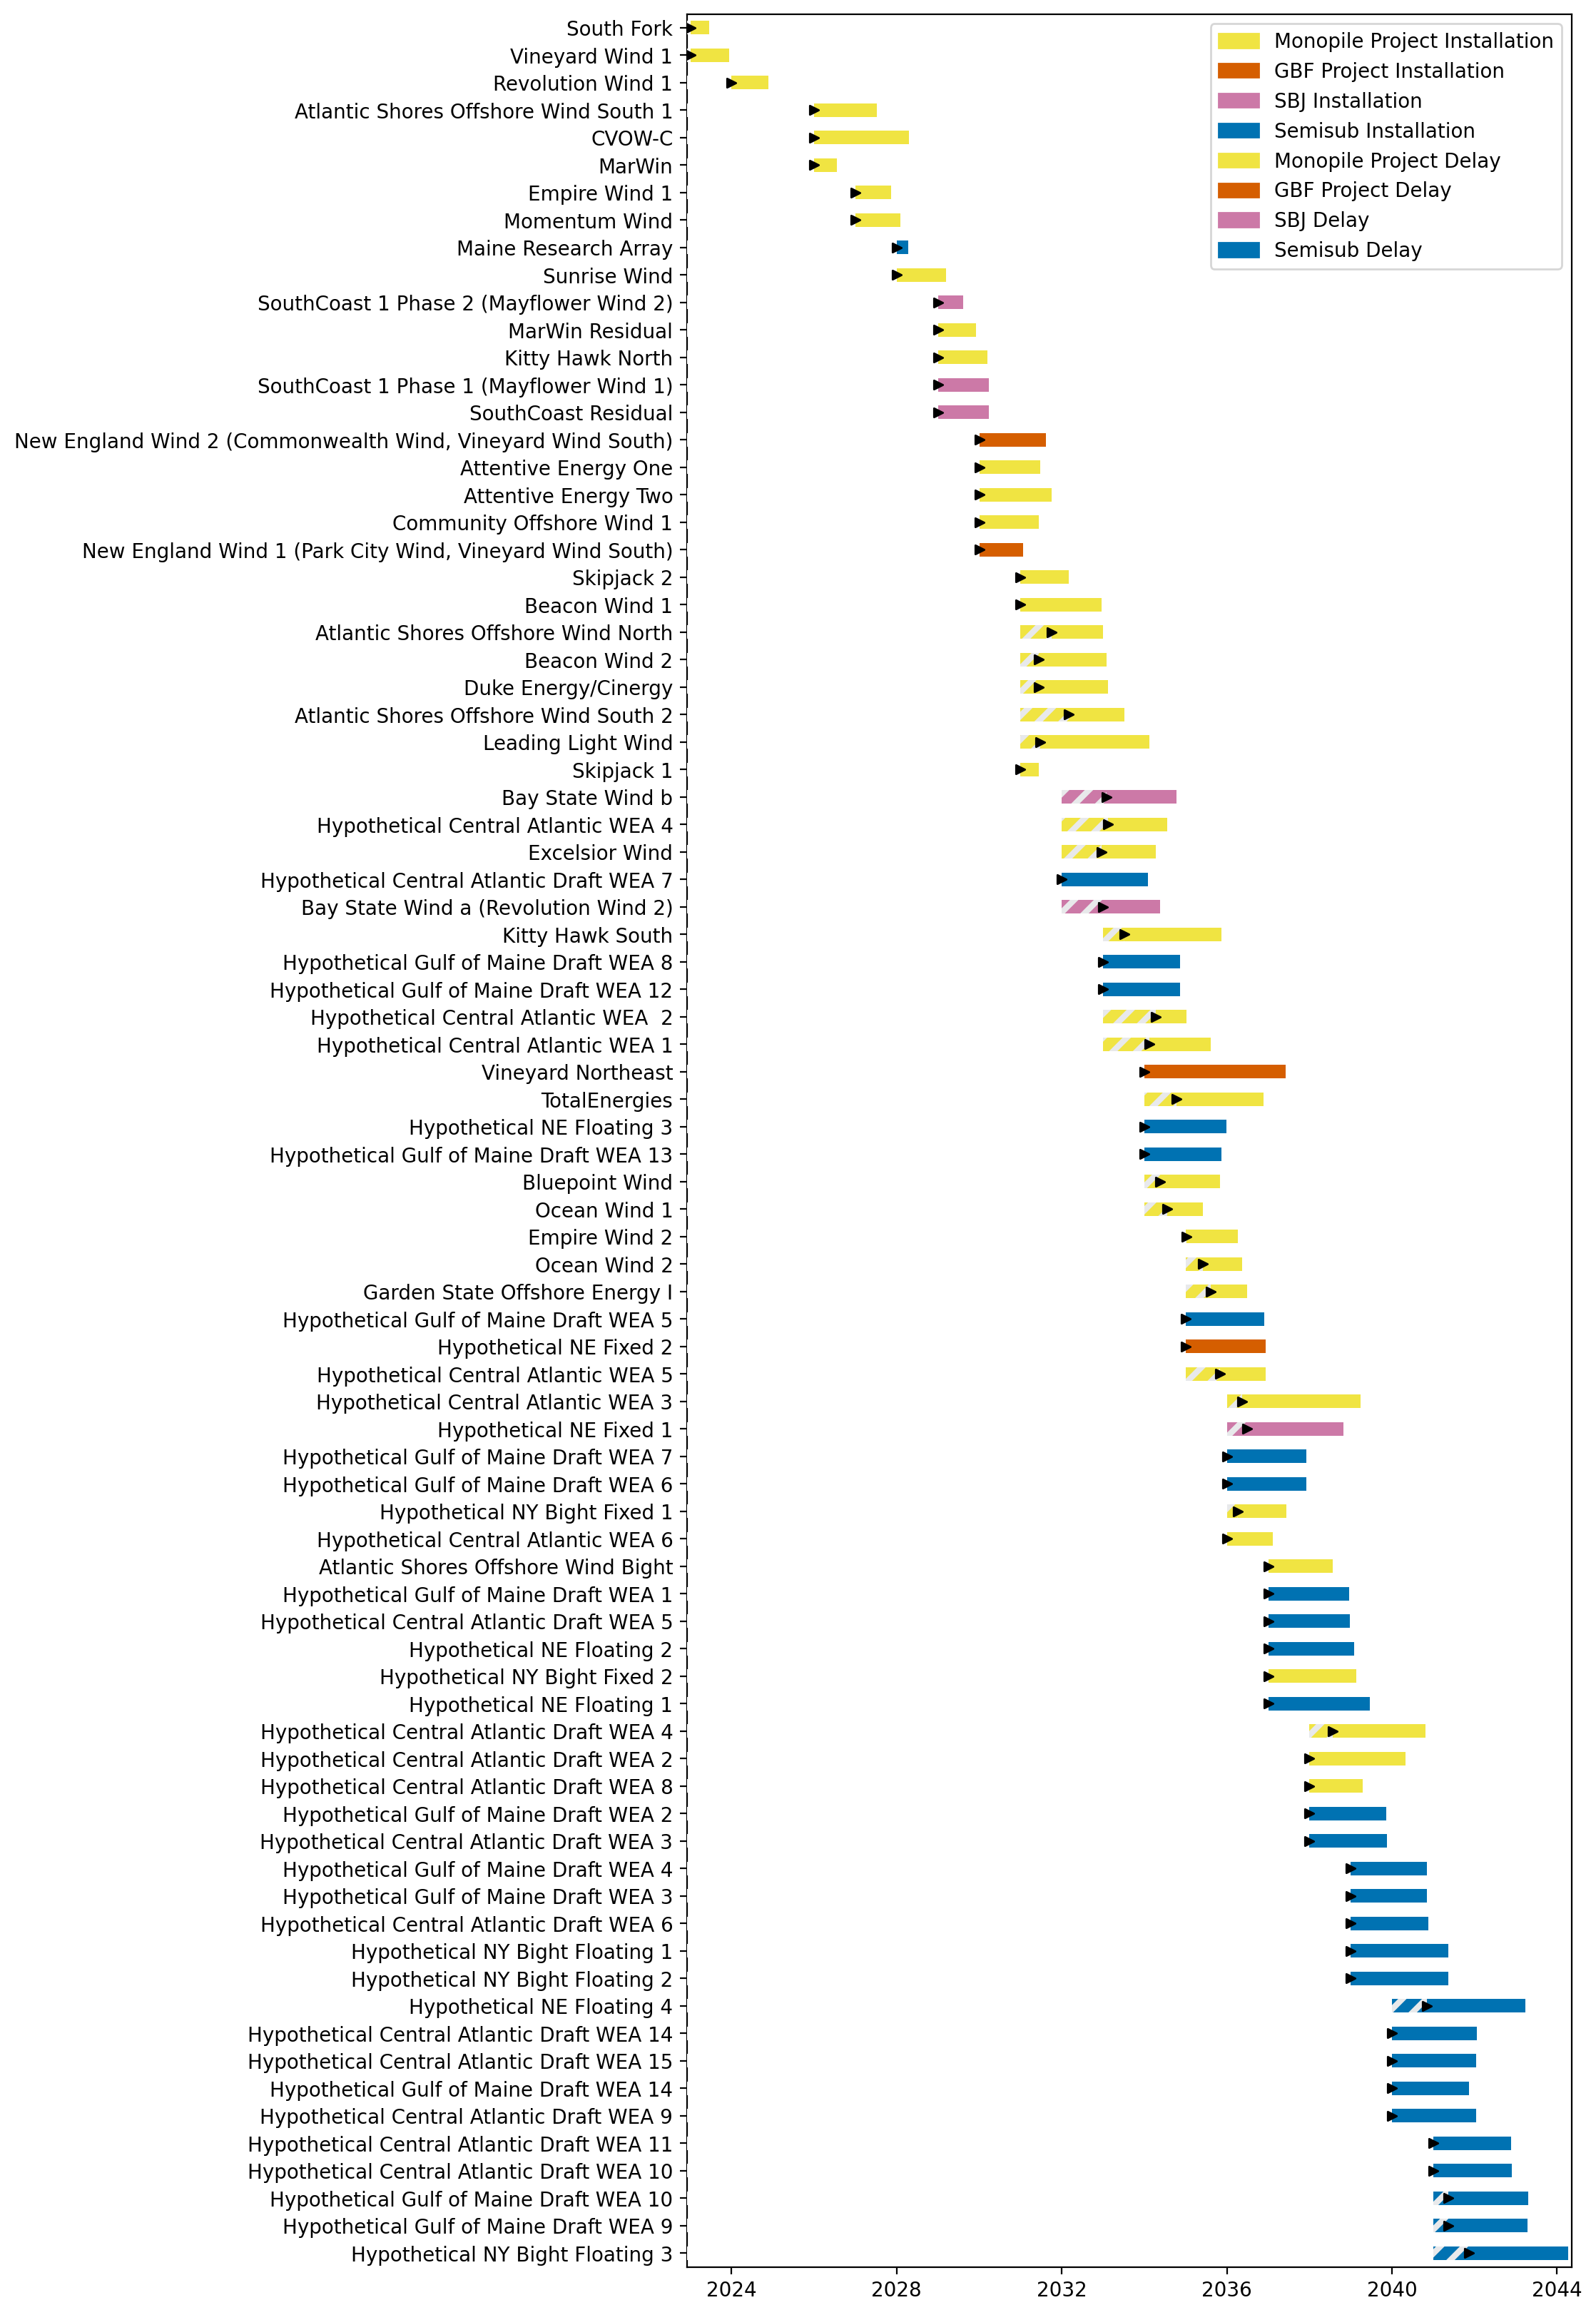 South Fork
Vineyard Wind 1
Revolution Wind 1
Atlantic Shores Offshore Wind South 1
CVOW-C
MarWin
Empire Wind 1
Momentum Wind
Maine Research Array
Sunrise Wind
SouthCoast 1 Phase 2 (Mayflower Wind 2)
MarWin Residual
Kitty Hawk North
SouthCoast 1 Phase 1 (Mayflower Wind 1)
SouthCoast Residual
New England Wind 2 (Commonwealth Wind, Vineyard Wind South)
Attentive Energy One
Attentive Energy Two
Community Offshore Wind 1
New England Wind 1 (Park City Wind, Vineyard Wind South)
Skipjack 2
Beacon Wind 1
Atlantic Shores Offshore Wind North
Beacon Wind 2
Duke Energy/Cinergy
Atlantic Shores Offshore Wind South 2
Leading Light Wind
Skipjack 1
Bay State Wind b
Hypothetical Central Atlantic WEA 4
Excelsior Wind
Hypothetical Central Atlantic Draft WEA 7
Bay State Wind a (Revolution Wind 2)
Kitty Hawk South
Hypothetical Gulf of Maine Draft WEA 8
Hypothetical Gulf of Maine Draft WEA 12
Hypothetical Central Atlantic WEA  2
Hypothetical Central Atlantic WEA 1
Vineyard Northeast
TotalEnergies
Hypothetical NE Floating 3
Hypothetical Gulf of Maine Draft WEA 13
Bluepoint Wind
Ocean Wind 1
Empire Wind 2
Ocean Wind 2
Garden State Offshore Energy I
Hypothetical Gulf of Maine Draft WEA 5
Hypothetical NE Fixed 2
Hypothetical Central Atlantic WEA 5
Hypothetical Central Atlantic WEA 3
Hypothetical NE Fixed 1
Hypothetical Gulf of Maine Draft WEA 7
Hypothetical Gulf of Maine Draft WEA 6
Hypothetical NY Bight Fixed 1
Hypothetical Central Atlantic WEA 6
Atlantic Shores Offshore Wind Bight
Hypothetical Gulf of Maine Draft WEA 1
Hypothetical Central Atlantic Draft WEA 5
Hypothetical NE Floating 2
Hypothetical NY Bight Fixed 2
Hypothetical NE Floating 1
Hypothetical Central Atlantic Draft WEA 4
Hypothetical Central Atlantic Draft WEA 2
Hypothetical Central Atlantic Draft WEA 8
Hypothetical Gulf of Maine Draft WEA 2
Hypothetical Central Atlantic Draft WEA 3
Hypothetical Gulf of Maine Draft WEA 4
Hypothetical Gulf of Maine Draft WEA 3
Hypothetical Central Atlantic Draft WEA 6
Hypothetical NY Bight Floating 1
Hypothetical NY Bight Floating 2
Hypothetical NE Floating 4
Hypothetical Central Atlantic Draft WEA 14
Hypothetical Central Atlantic Draft WEA 15
Hypothetical Gulf of Maine Draft WEA 14
Hypothetical Central Atlantic Draft WEA 9
Hypothetical Central Atlantic Draft WEA 11
Hypothetical Central Atlantic Draft WEA 10
Hypothetical Gulf of Maine Draft WEA 10
Hypothetical Gulf of Maine Draft WEA 9
Hypothetical NY Bight Floating 3
Monopile Project Installation
GBF Project Installation
SBJ Installation
Semisub Installation
Monopile Project Delay
GBF Project Delay
SBJ Delay
Semisub Delay
2024 2028 2032 2036 2040 2044